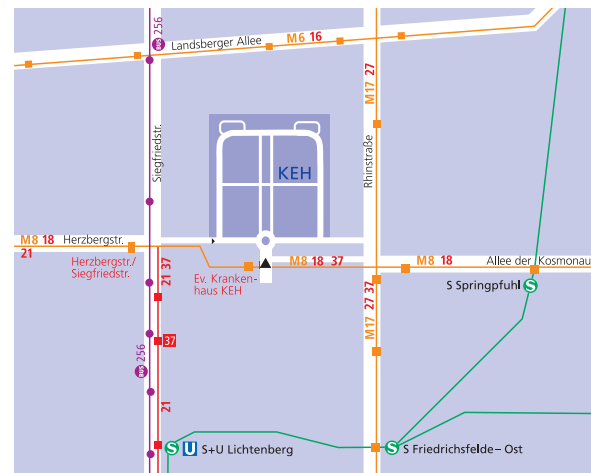 BUS 256
Landsberger Allee
M6 16
M17 27
Siegfriedstr.
Rhinstraße
KEH
M8 18
21
Herzbergstr.
Herzbergstr./
Siegfriedstr.
21 37
Ev. Kranken-
haus KEH
M8 18 37
M8 18
Allee der Kosmonau
S Springpfuhl S
M17 27 37
37
BUS 256
21
S U S+U Lichtenberg
S S Friedrichsfelde – Ost